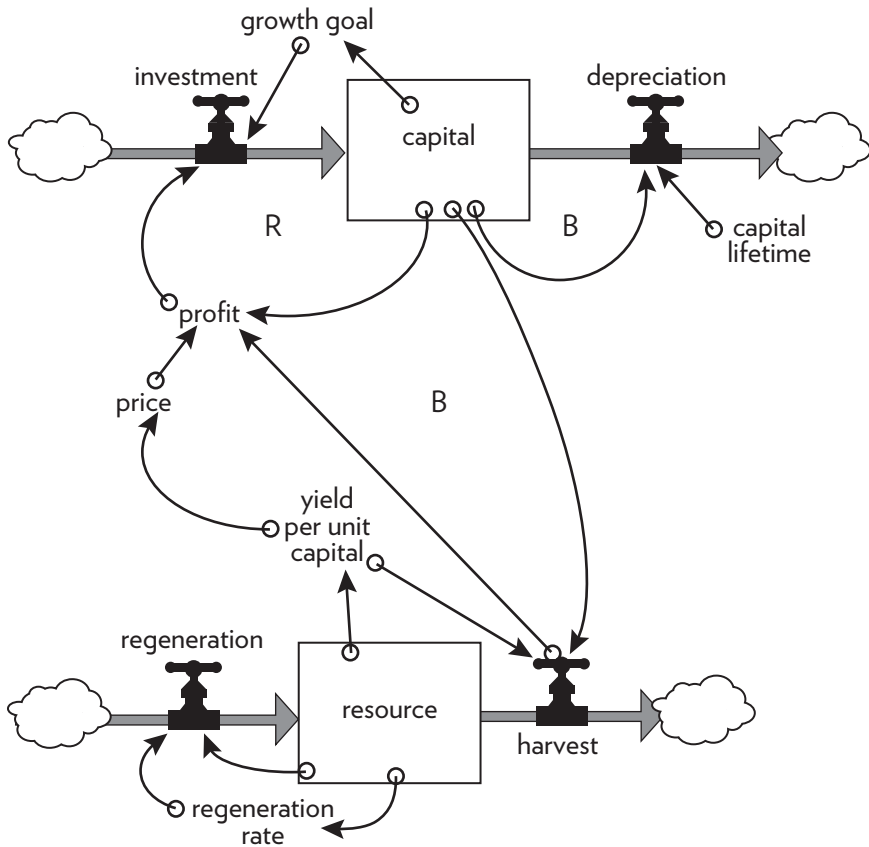 growth goal
investment
depreciation
capital
R
B
capital
lifetime
profit
price
B
yield
per unit
capital
regeneration
resource
harvest
regeneration
rate